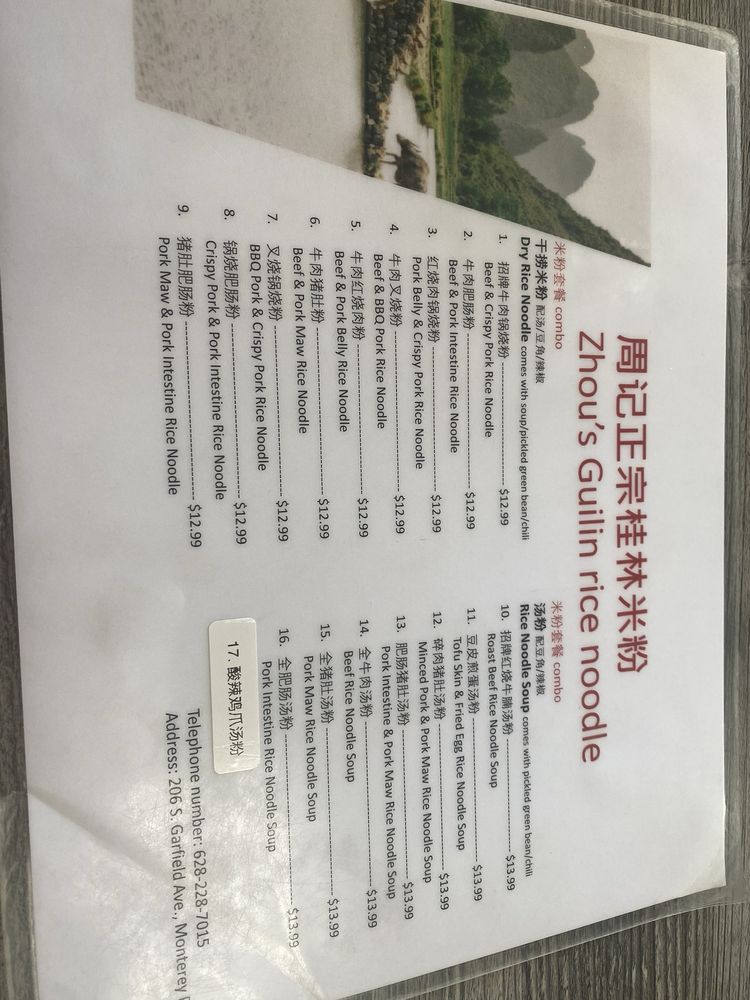 周记正宗桂林米粉
Zhou's Guilin rice noodle
米粉套餐 combo
干捞米粉 配汤/豆角/辣椒
Dry Rice Noodle comes with soup/pickled green bean/chili
1. 招牌牛肉锅烧粉 $12.99
Beef & Crispy Pork Rice Noodle
2. 牛肉肥肠粉 $12.99
Beef & Pork Intestine Rice Noodle
3. 红烧肉锅烧粉 $12.99
Pork Belly & Crispy Pork Rice Noodle
4. 牛肉叉烧粉 $12.99
Beef & BBQ Pork Rice Noodle
5. 牛肉红烧肉粉 $12.99
Beef & Pork Belly Rice Noodle
6. 牛肉猪肚粉 $12.99
Beef & Pork Maw Rice Noodle
7. 叉烧锅烧粉 $12.99
BBQ Pork & Crispy Pork Rice Noodle
8. 锅烧肥肠粉 $12.99
Crispy Pork & Pork Intestine Rice Noodle
9. 猪肚肥肠粉 $12.99
Pork Maw & Pork Intestine Rice Noodle
米粉套餐 combo
汤粉 配豆角/辣椒
Rice Noodle Soup comes with pickled green bean/chili
10. 招牌红烧牛腩汤粉 $13.99
Roast Beef Rice Noodle Soup
11. 豆皮煎蛋汤粉 $13.99
Tofu Skin & Fried Egg Rice Noodle Soup
12. 碎肉猪肚汤粉 $13.99
Minced Pork & Pork Maw Rice Noodle Soup
13. 肥肠猪肚汤粉 $13.99
Pork Intestine & Pork Maw Rice Noodle Soup
14. 全牛肉汤粉 $13.99
Beef Rice Noodle Soup
15. 全猪肚汤粉 $13.99
Pork Maw Rice Noodle Soup
16. 全肥肠汤粉 $13.99
Pork Intestine Rice Noodle Soup
17. 酸辣鸡爪汤粉
Telephone number: 628-228-7015
Address: 206 S. Garfield Ave., Monterey